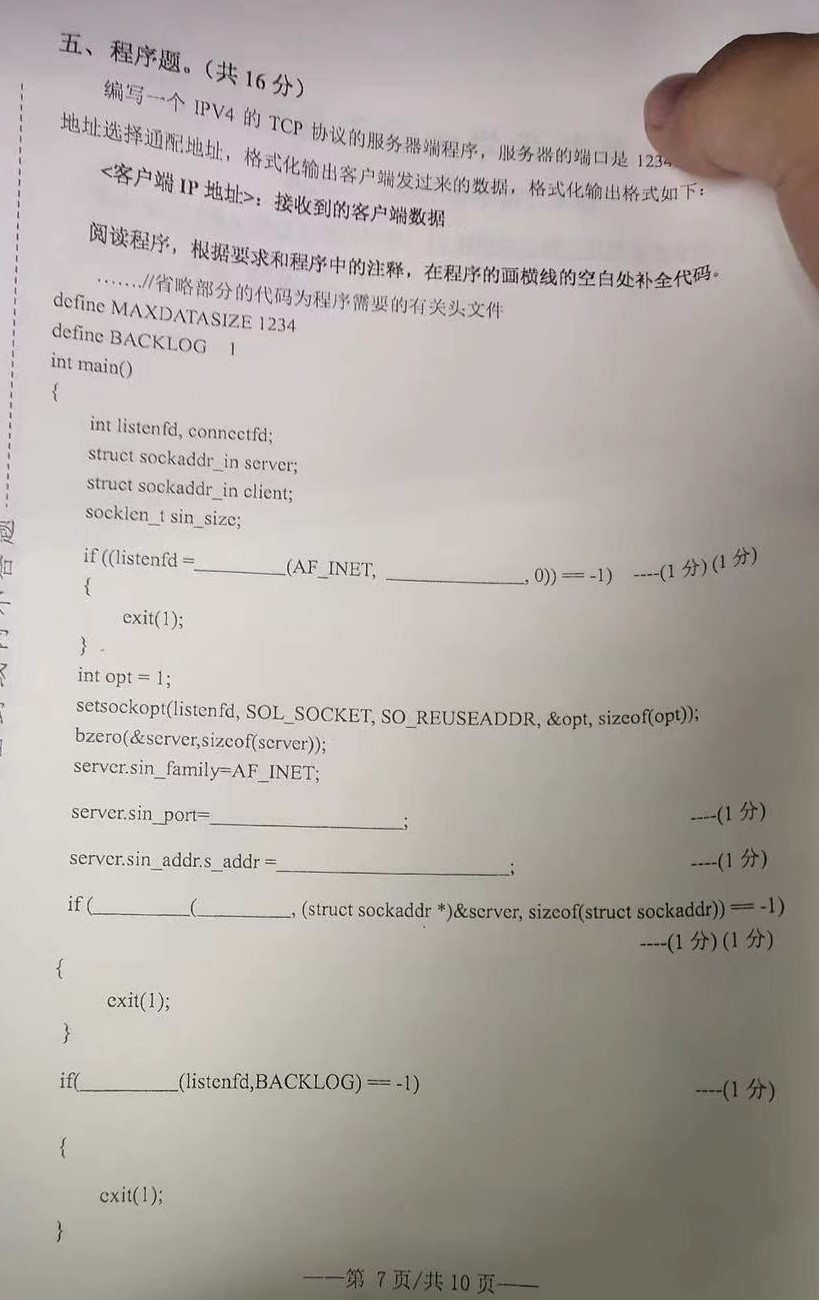 五、程序题。(共 16 分)
编写一个 IPV4 的 TCP 协议的服务器端程序,服务器的端口是 1234
地址选择通配地址,格式化输出客户端发过来的数据,格式化输出格式如下:
<客户端 IP 地址>:接收到的客户端数据
阅读程序,根据要求和程序中的注释,在程序的画横线的空白处补全代码。
.......//省略部分的代码为程序需要的有关头文件
define MAXDATASIZE 1234
define BACKLOG 1
int main()
{
int listenfd, connectfd;
struct sockaddr_in server;
struct sockaddr_in client;
socklen_t sin_size;
if ((listenfd =_________(AF_INET, ______________, 0)) == -1) ----(1 分)(1 分)
{
exit(1);
}
int opt = 1;
setsockopt(listenfd, SOL_SOCKET, SO_REUSEADDR, &opt, sizeof(opt));
bzero(&server,sizeof(server));
server.sin_family=AF_INET;
server.sin_port=___________________; ----(1 分)
server.sin_addr.s_addr =_______________________; ----(1 分)
if (_________(_________, (struct sockaddr *)&server, sizeof(struct sockaddr)) == -1)
----(1 分) (1 分)
{
exit(1);
}
if(_________(listenfd,BACKLOG) == -1) ----(1 分)
{
exit(1);
}
——第 7 页/共 10 页——